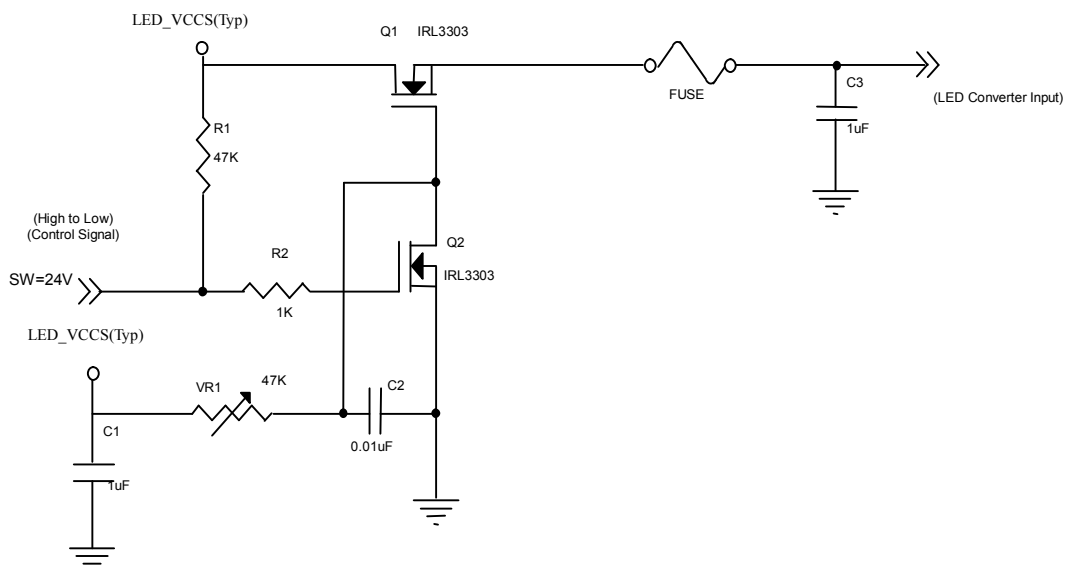 LED_VCCS(Typ)
Q1 IRL3303
FUSE
C3
1uF
(LED Converter Input)
R1
47K
(High to Low)
(Control Signal)
SW=24V
R2
1K
Q2
IRL3303
LED_VCCS(Typ)
VR1
47K
C2
0.01uF
C1
1uF